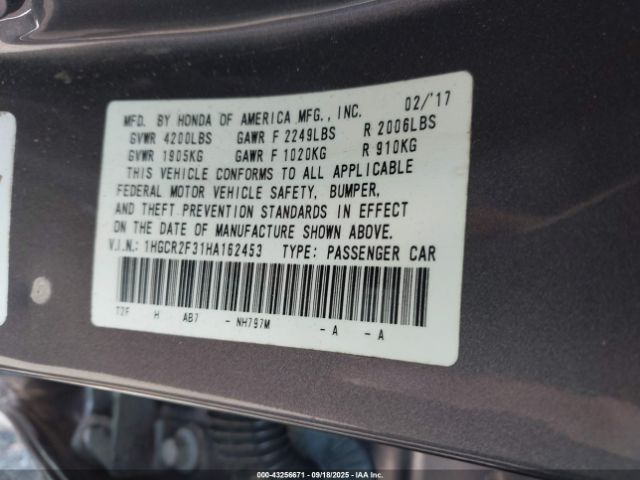 MFD. BY HONDA OF AMERICA MFG., INC. 02/'17
GVWR 4200LBS GAWR F 2249LBS R 2006LBS
GVWR 1905KG GAWR F 1020KG R 910KG
THIS VEHICLE CONFORMS TO ALL APPLICABLE
FEDERAL MOTOR VEHICLE SAFETY, BUMPER,
AND THEFT PREVENTION STANDARDS IN EFFECT
ON THE DATE OF MANUFACTURE SHOWN ABOVE.
V.I.N.: 1HGCR2F31HA162453 TYPE: PASSENGER CAR
T2F H AB7 - NH797M - A - A
000-43256671 09/18/2025 IAAI.COM